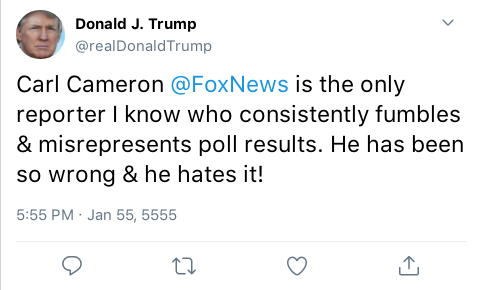 Donald J. Trump
@realDonaldTrump
Carl Cameron @FoxNews is the only
reporter I know who consistently fumbles
& misrepresents poll results. He has been
so wrong & he hates it!
5:55 PM · Jan 55, 5555